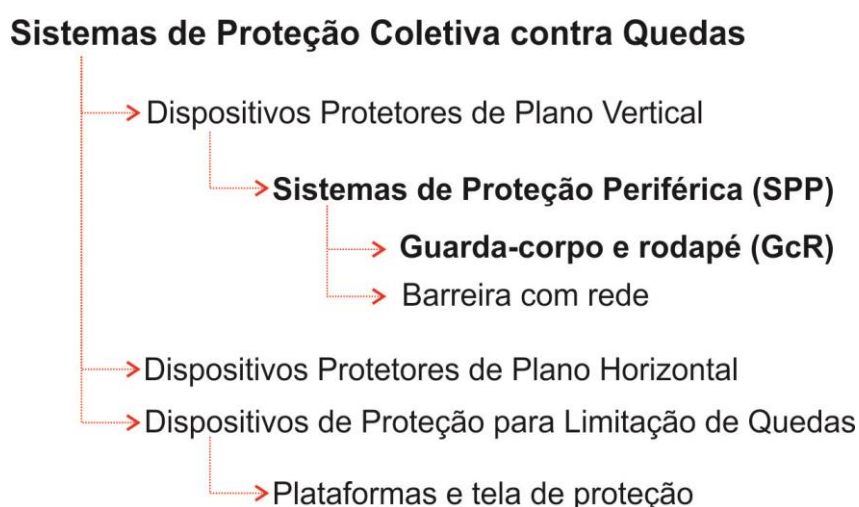 Sistemas de Proteção Coletiva contra Quedas
Dispositivos Protetores de Plano Vertical
Sistemas de Proteção Periférica (SPP)
Guarda-corpo e rodapé (GcR)
Barreira com rede
Dispositivos Protetores de Plano Horizontal
Dispositivos de Proteção para Limitação de Quedas
Plataformas e tela de proteção